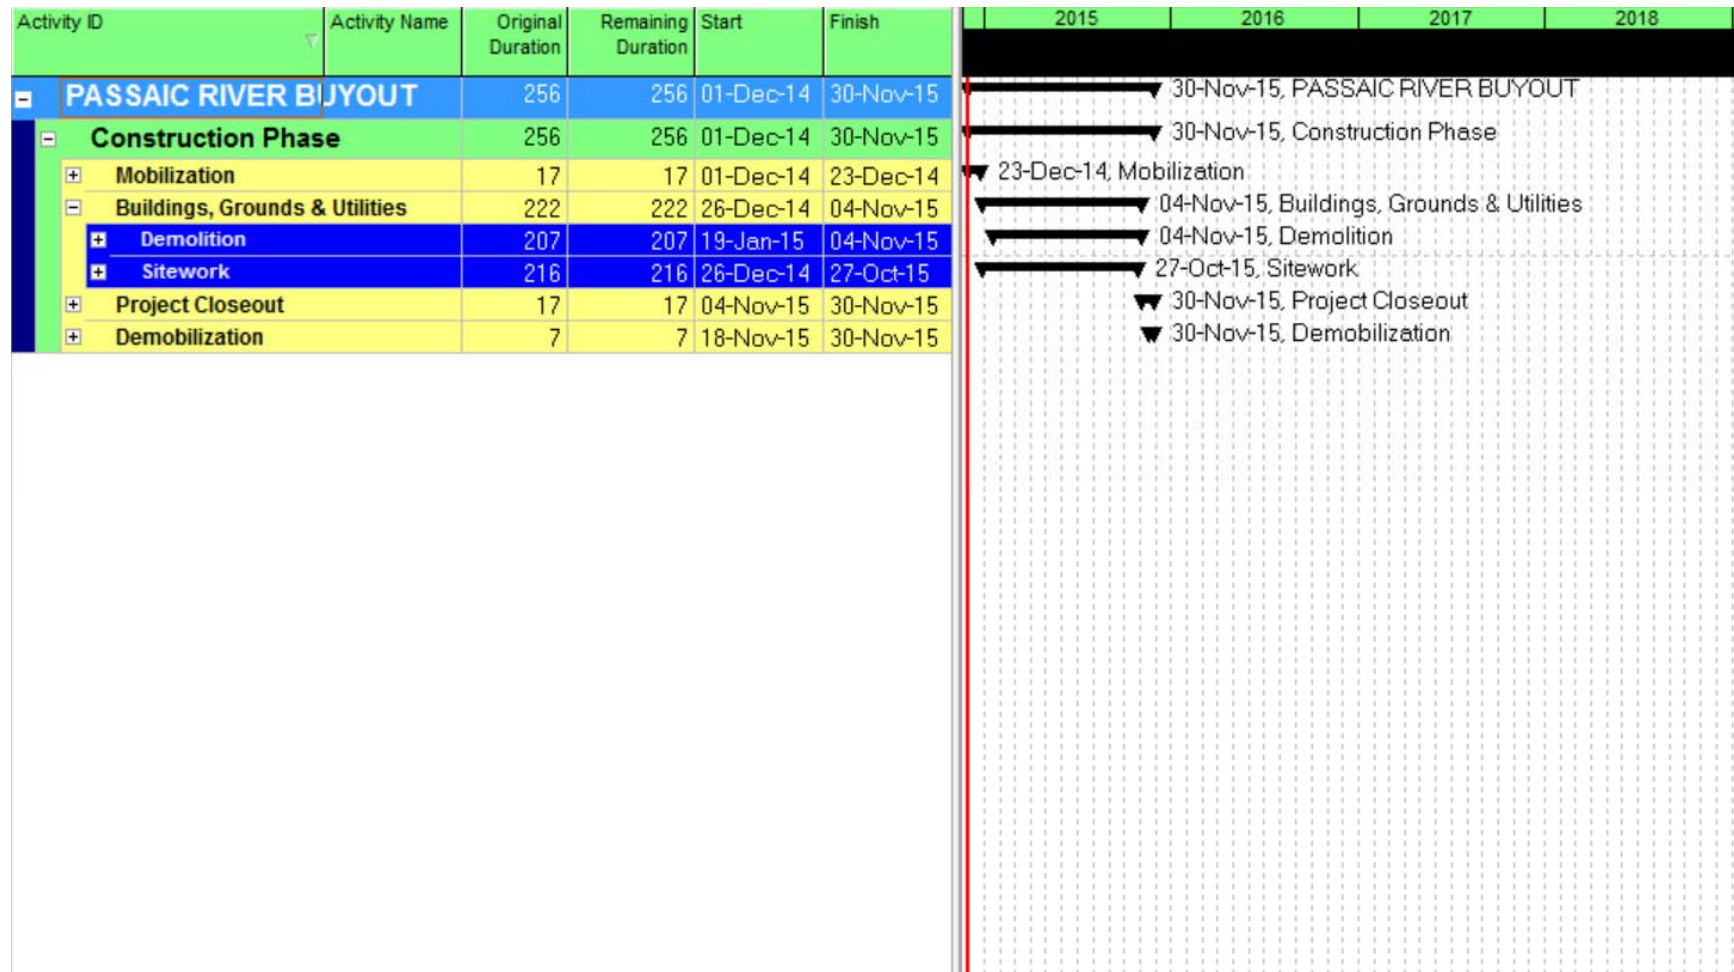 Activity ID Activity Name Original Duration Remaining Duration Start Finish 2015 2016 2017 2018
PASSAIC RIVER BUYOUT 256 256 01-Dec-14 30-Nov-15 30-Nov-15, PASSAIC RIVER BUYOUT
Construction Phase 256 256 01-Dec-14 30-Nov-15 30-Nov-15, Construction Phase
Mobilization 17 17 01-Dec-14 23-Dec-14 23-Dec-14, Mobilization
Buildings, Grounds & Utilities 222 222 26-Dec-14 04-Nov-15 04-Nov-15, Buildings, Grounds & Utilities
Demolition 207 207 19-Jan-15 04-Nov-15 04-Nov-15, Demolition
Sitework 216 216 26-Dec-14 27-Oct-15 27-Oct-15, Sitework
Project Closeout 17 17 04-Nov-15 30-Nov-15 30-Nov-15, Project Closeout
Demobilization 7 7 18-Nov-15 30-Nov-15 30-Nov-15, Demobilization